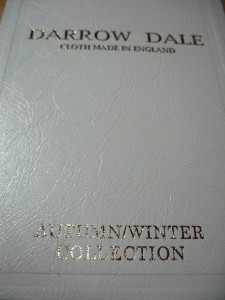 DARROW DALE
CLOTH MADE IN ENGLAND
AUTUMN/WINTER
COLLECTION